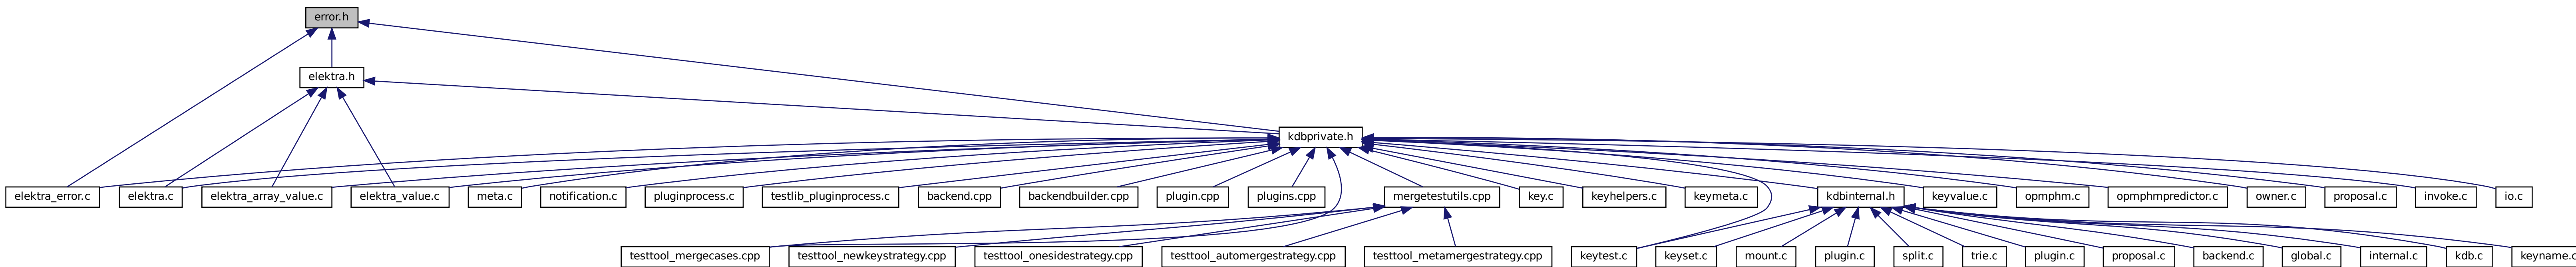 error.h
elektra.h
kdbprivate.h
elektra_error.c
elektra.c
elektra_array_value.c
elektra_value.c
meta.c
notification.c
pluginprocess.c
testlib_pluginprocess.c
backend.cpp
backendbuilder.cpp
plugin.cpp
plugins.cpp
mergetestutils.cpp
key.c
keyhelpers.c
keymeta.c
kdbinternal.h
keyvalue.c
opmphm.c
opmphmpredictor.c
owner.c
proposal.c
invoke.c
io.c
testtool_mergecases.cpp
testtool_newkeystrategy.cpp
testtool_onesidestrategy.cpp
testtool_automergestrategy.cpp
testtool_metamergestrategy.cpp
keytest.c
keyset.c
mount.c
plugin.c
split.c
trie.c
plugin.c
proposal.c
backend.c
global.c
internal.c
kdb.c
keyname.c